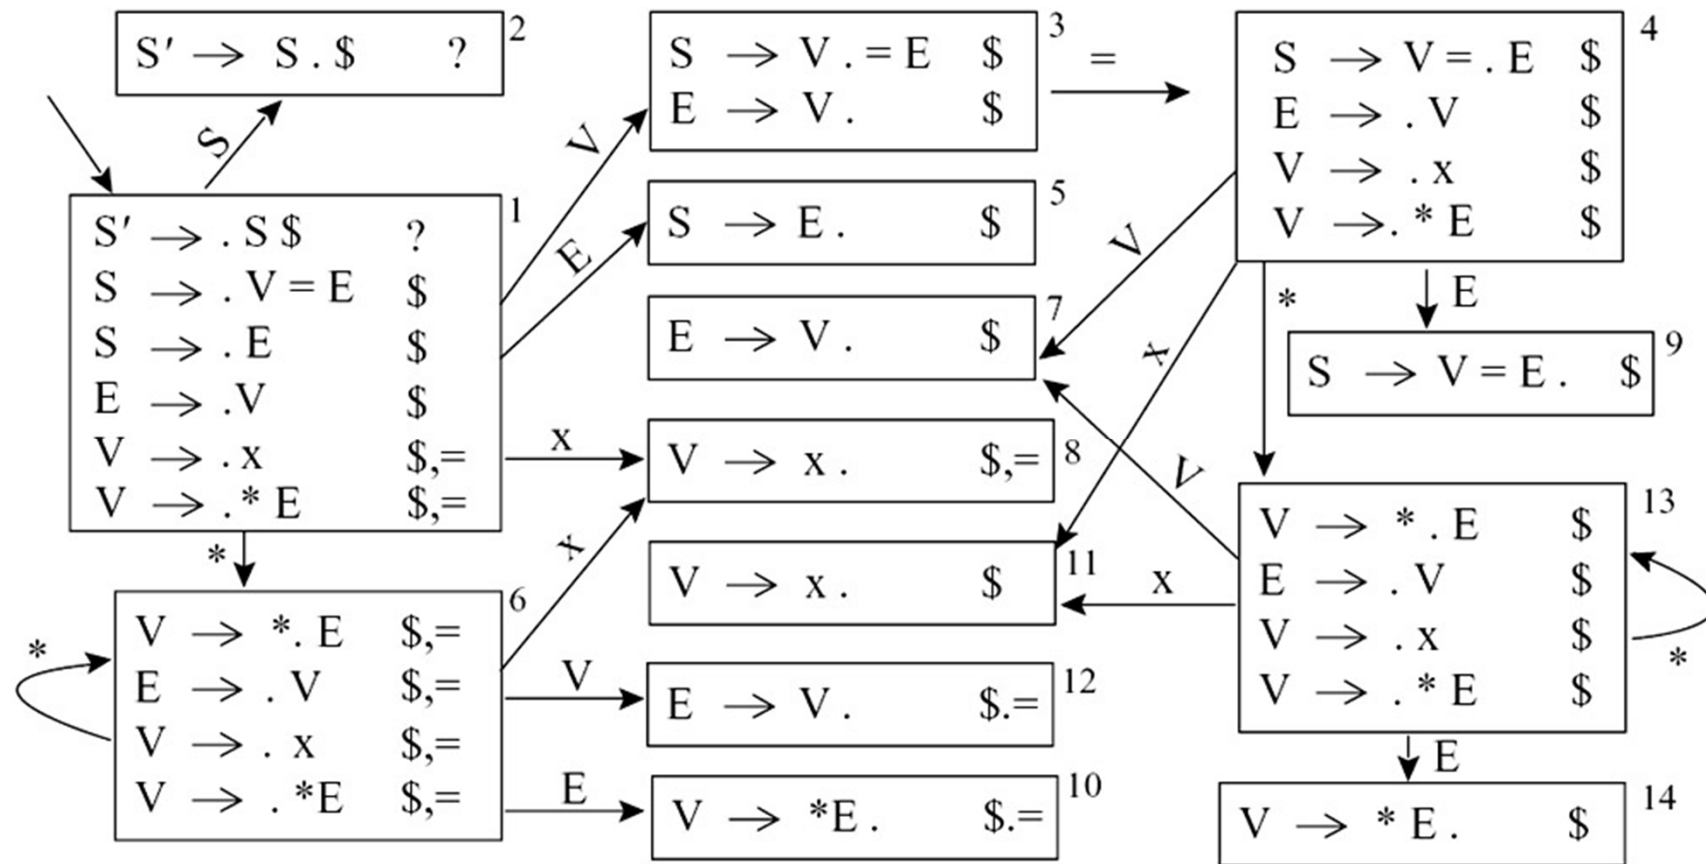 2
S′ → S . $ ?
S
1
S′ → . S $ ?
S → . V = E $
S → . E $
E → . V $
V → . x $,=
V → . * E $,=
*
6
V → *. E $,=
E → . V $,=
V → . x $,=
V → . *E $,=
*
V
E
x
x
V
E
3
S → V . = E $
E → V . $
=
5
S → E . $
7
E → V . $
8
V → x . $,=
11
V → x . $
12
E → V . $.=
10
V → *E . $.=
4
S → V = . E $
E → . V $
V → . x $
V → . * E $
V
x
*
E
9
S → V = E . $
V
x
13
V → * . E $
E → . V $
V → . x $
V → . * E $
*
E
14
V → * E . $